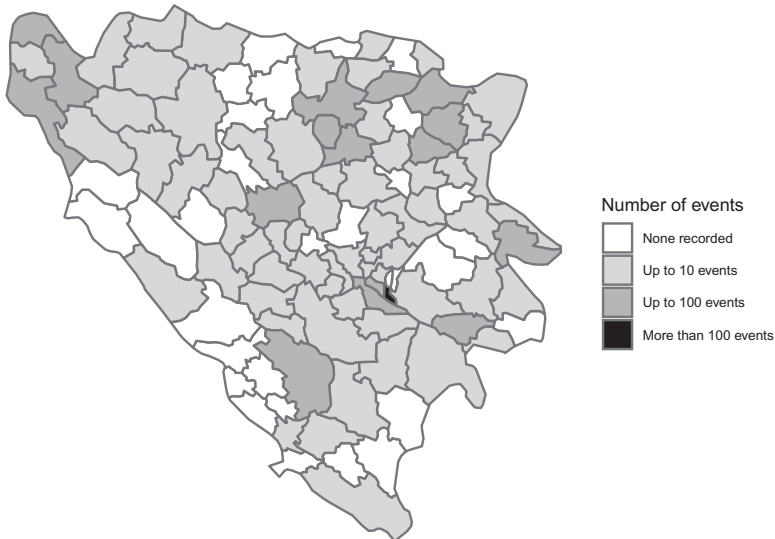 Number of events
None recorded
Up to 10 events
Up to 100 events
More than 100 events